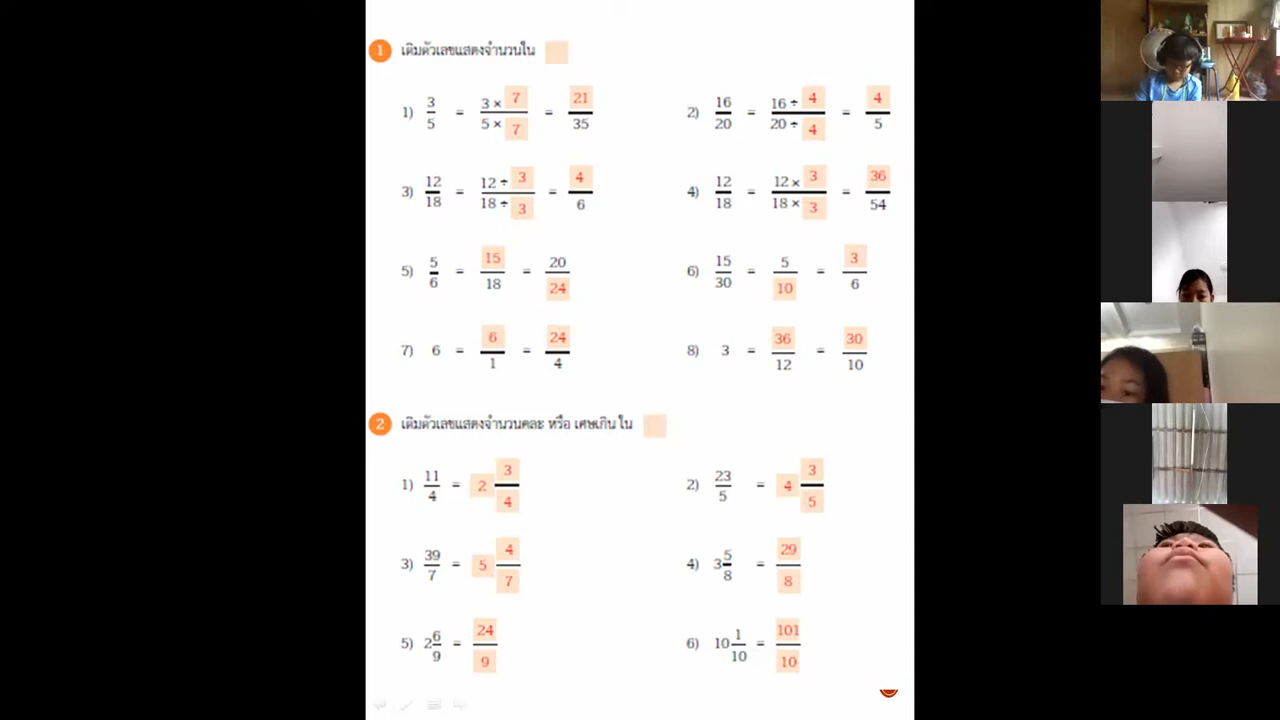 1 เติมตัวเลขแสดงจำนวนใน
1) 3/5 = 3 × 7/5 × 7 = 21/35
2) 16/20 = 16 ÷ 4/20 ÷ 4 = 4/5
3) 12/18 = 12 ÷ 3/18 ÷ 3 = 4/6
4) 12/18 = 12 × 3/18 × 3 = 36/54
5) 5/6 = 15/18 = 20/24
6) 15/30 = 5/10 = 3/6
7) 6 = 6/1 = 24/4
8) 3 = 36/12 = 30/10
2 เติมตัวเลขแสดงจำนวนคละ หรือ เศษเกิน ใน
1) 11/4 = 2 3/4
2) 23/5 = 4 3/5
3) 39/7 = 5 4/7
4) 3 5/8 = 29/8
5) 2 6/9 = 24/9
6) 10 1/10 = 101/10